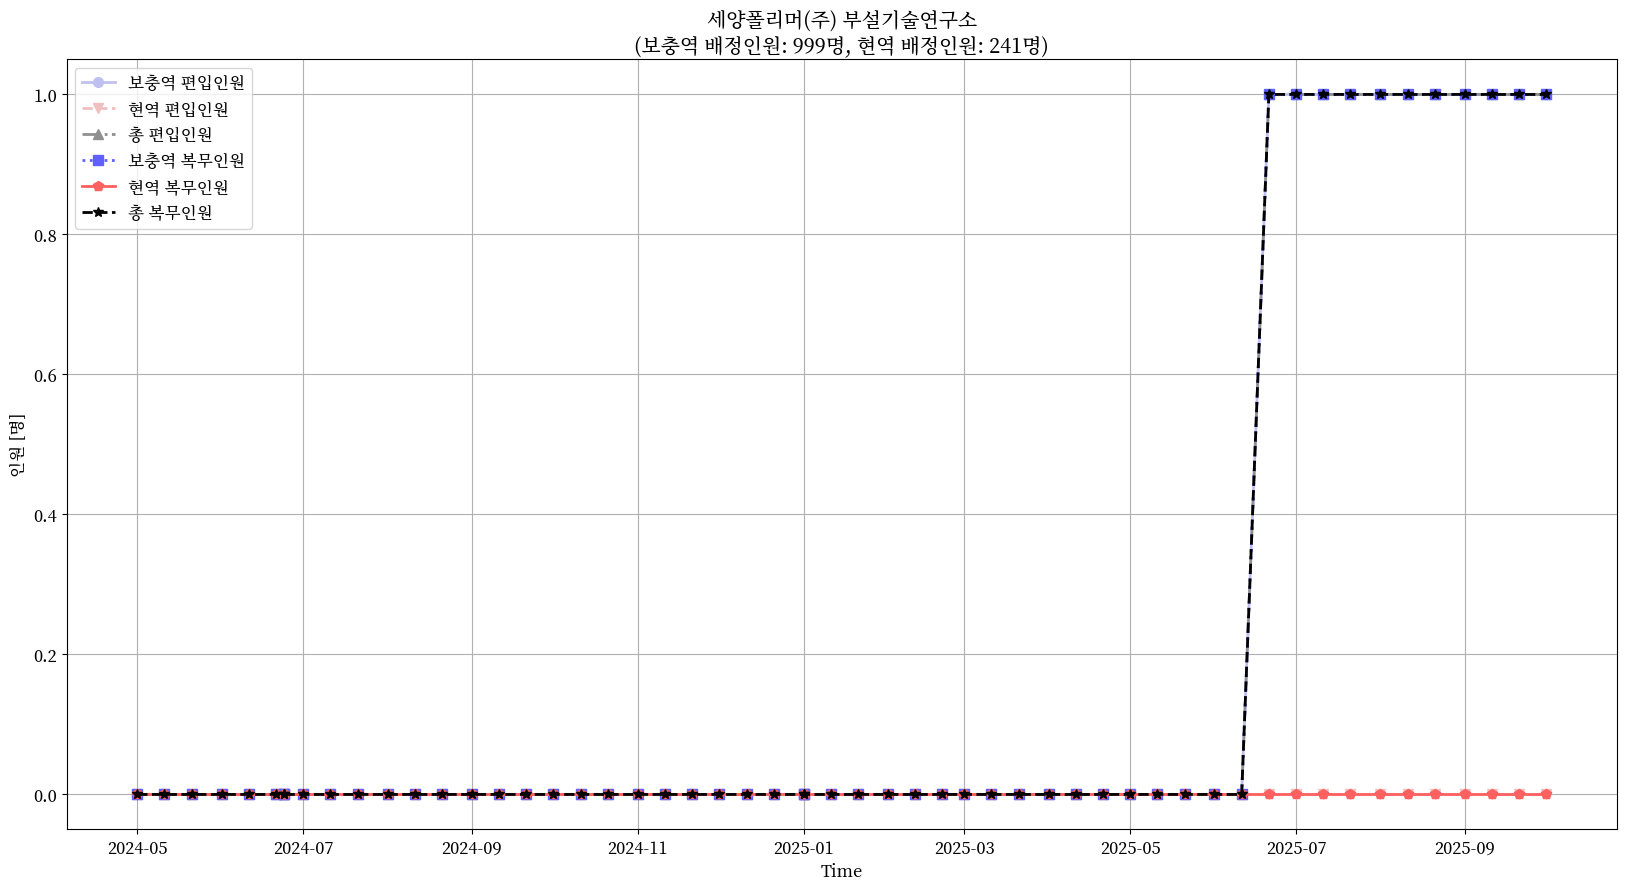 세양폴리머(주) 부설기술연구소
(보충역 배정인원: 999명, 현역 배정인원: 241명)
보충역 편입인원
현역 편입인원
총 편입인원
보충역 복무인원
현역 복무인원
총 복무인원
인원 [명]
1.0
0.8
0.6
0.4
0.2
0.0
2024-05
2024-07
2024-09
2024-11
2025-01
2025-03
2025-05
2025-07
2025-09
Time